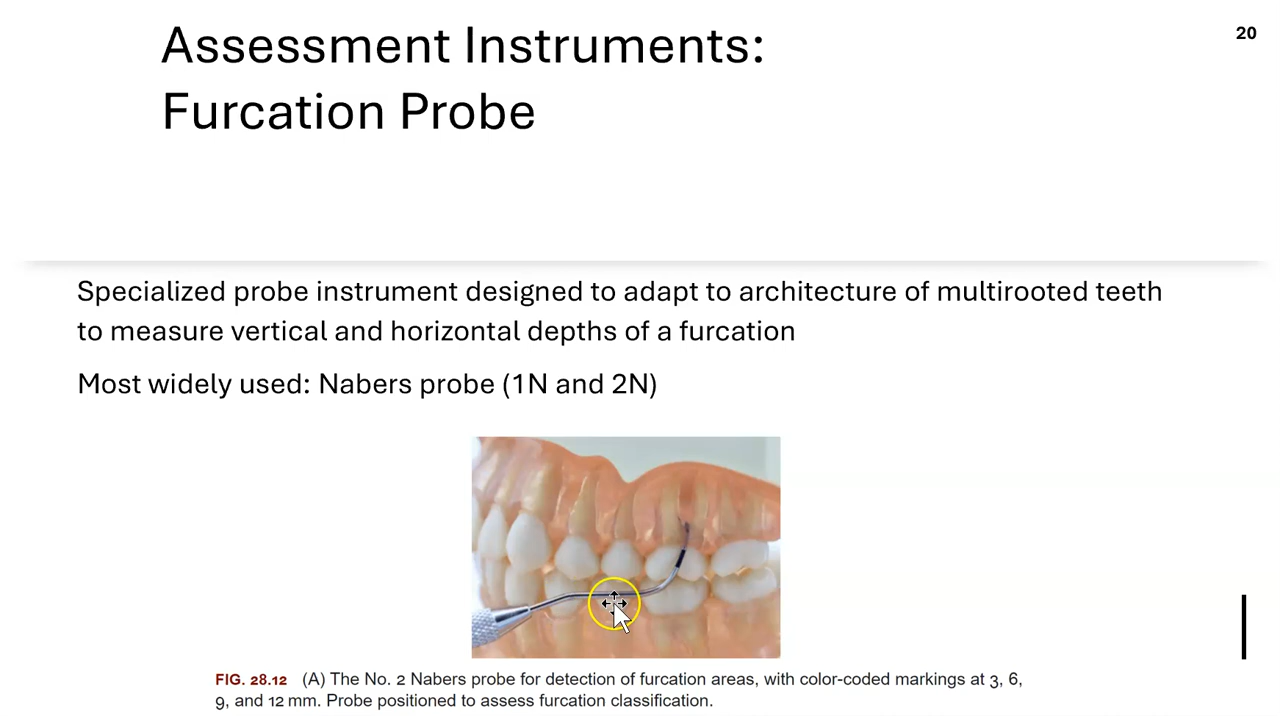 Assessment Instruments:
20
Furcation Probe
Specialized probe instrument designed to adapt to architecture of multirooted teeth
to measure vertical and horizontal depths of a furcation
Most widely used: Nabers probe (1N and 2N)
FIG. 28.12 (A) The No. 2 Nabers probe for detection of furcation areas, with color-coded markings at 3, 6,
9, and 12 mm. Probe positioned to assess furcation classification.